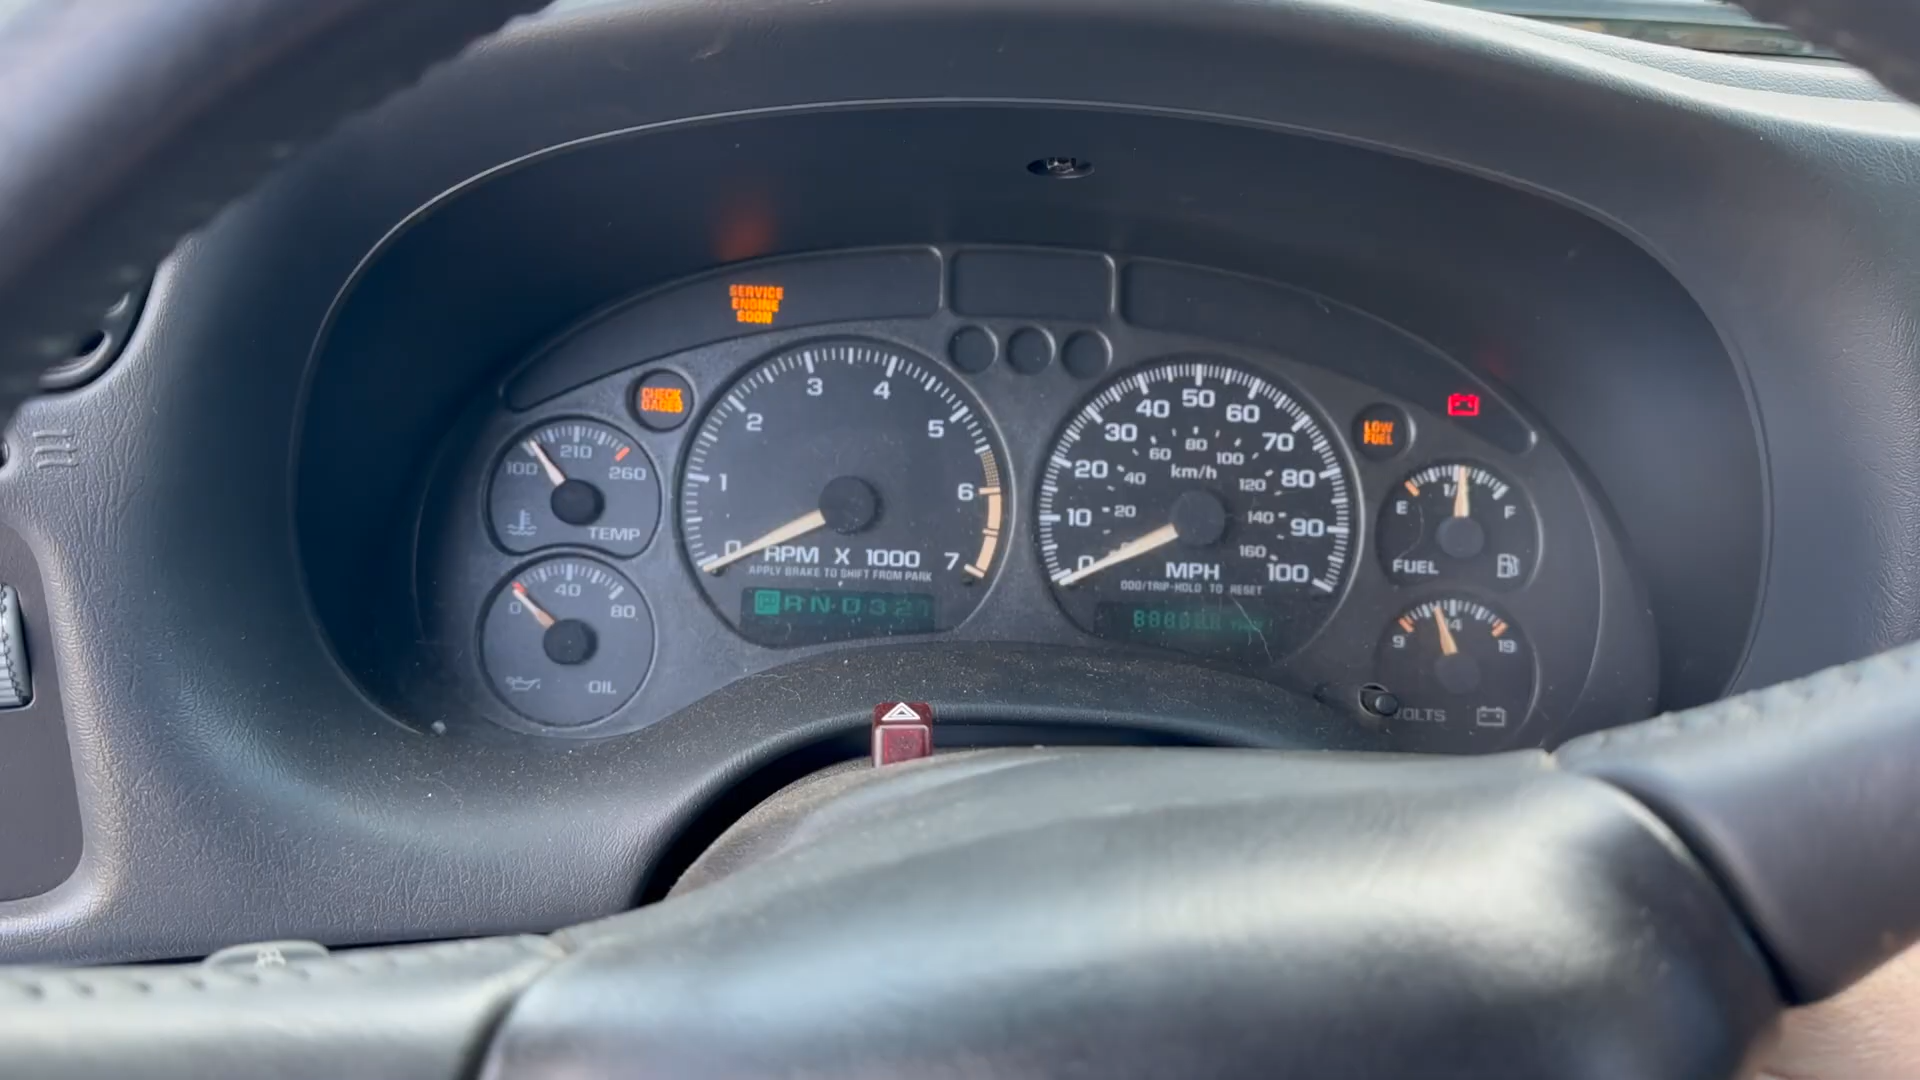 SERVICE
ENGINE
SOON
CHECK
GAGES
100
210
260
TEMP
0
40
80
OIL
0
1
2
3
4
5
6
7
RPM X 1000
APPLY BRAKE TO SHIFT FROM PARK
P R N D 3 2
0
10
20
30
40
50
60
70
80
90
100
20
40
60
80
100
120
140
160
km/h
MPH
ODO/TRIP-HOLD TO RESET
LOW
FUEL
E
F
FUEL
9
19
VOLTS